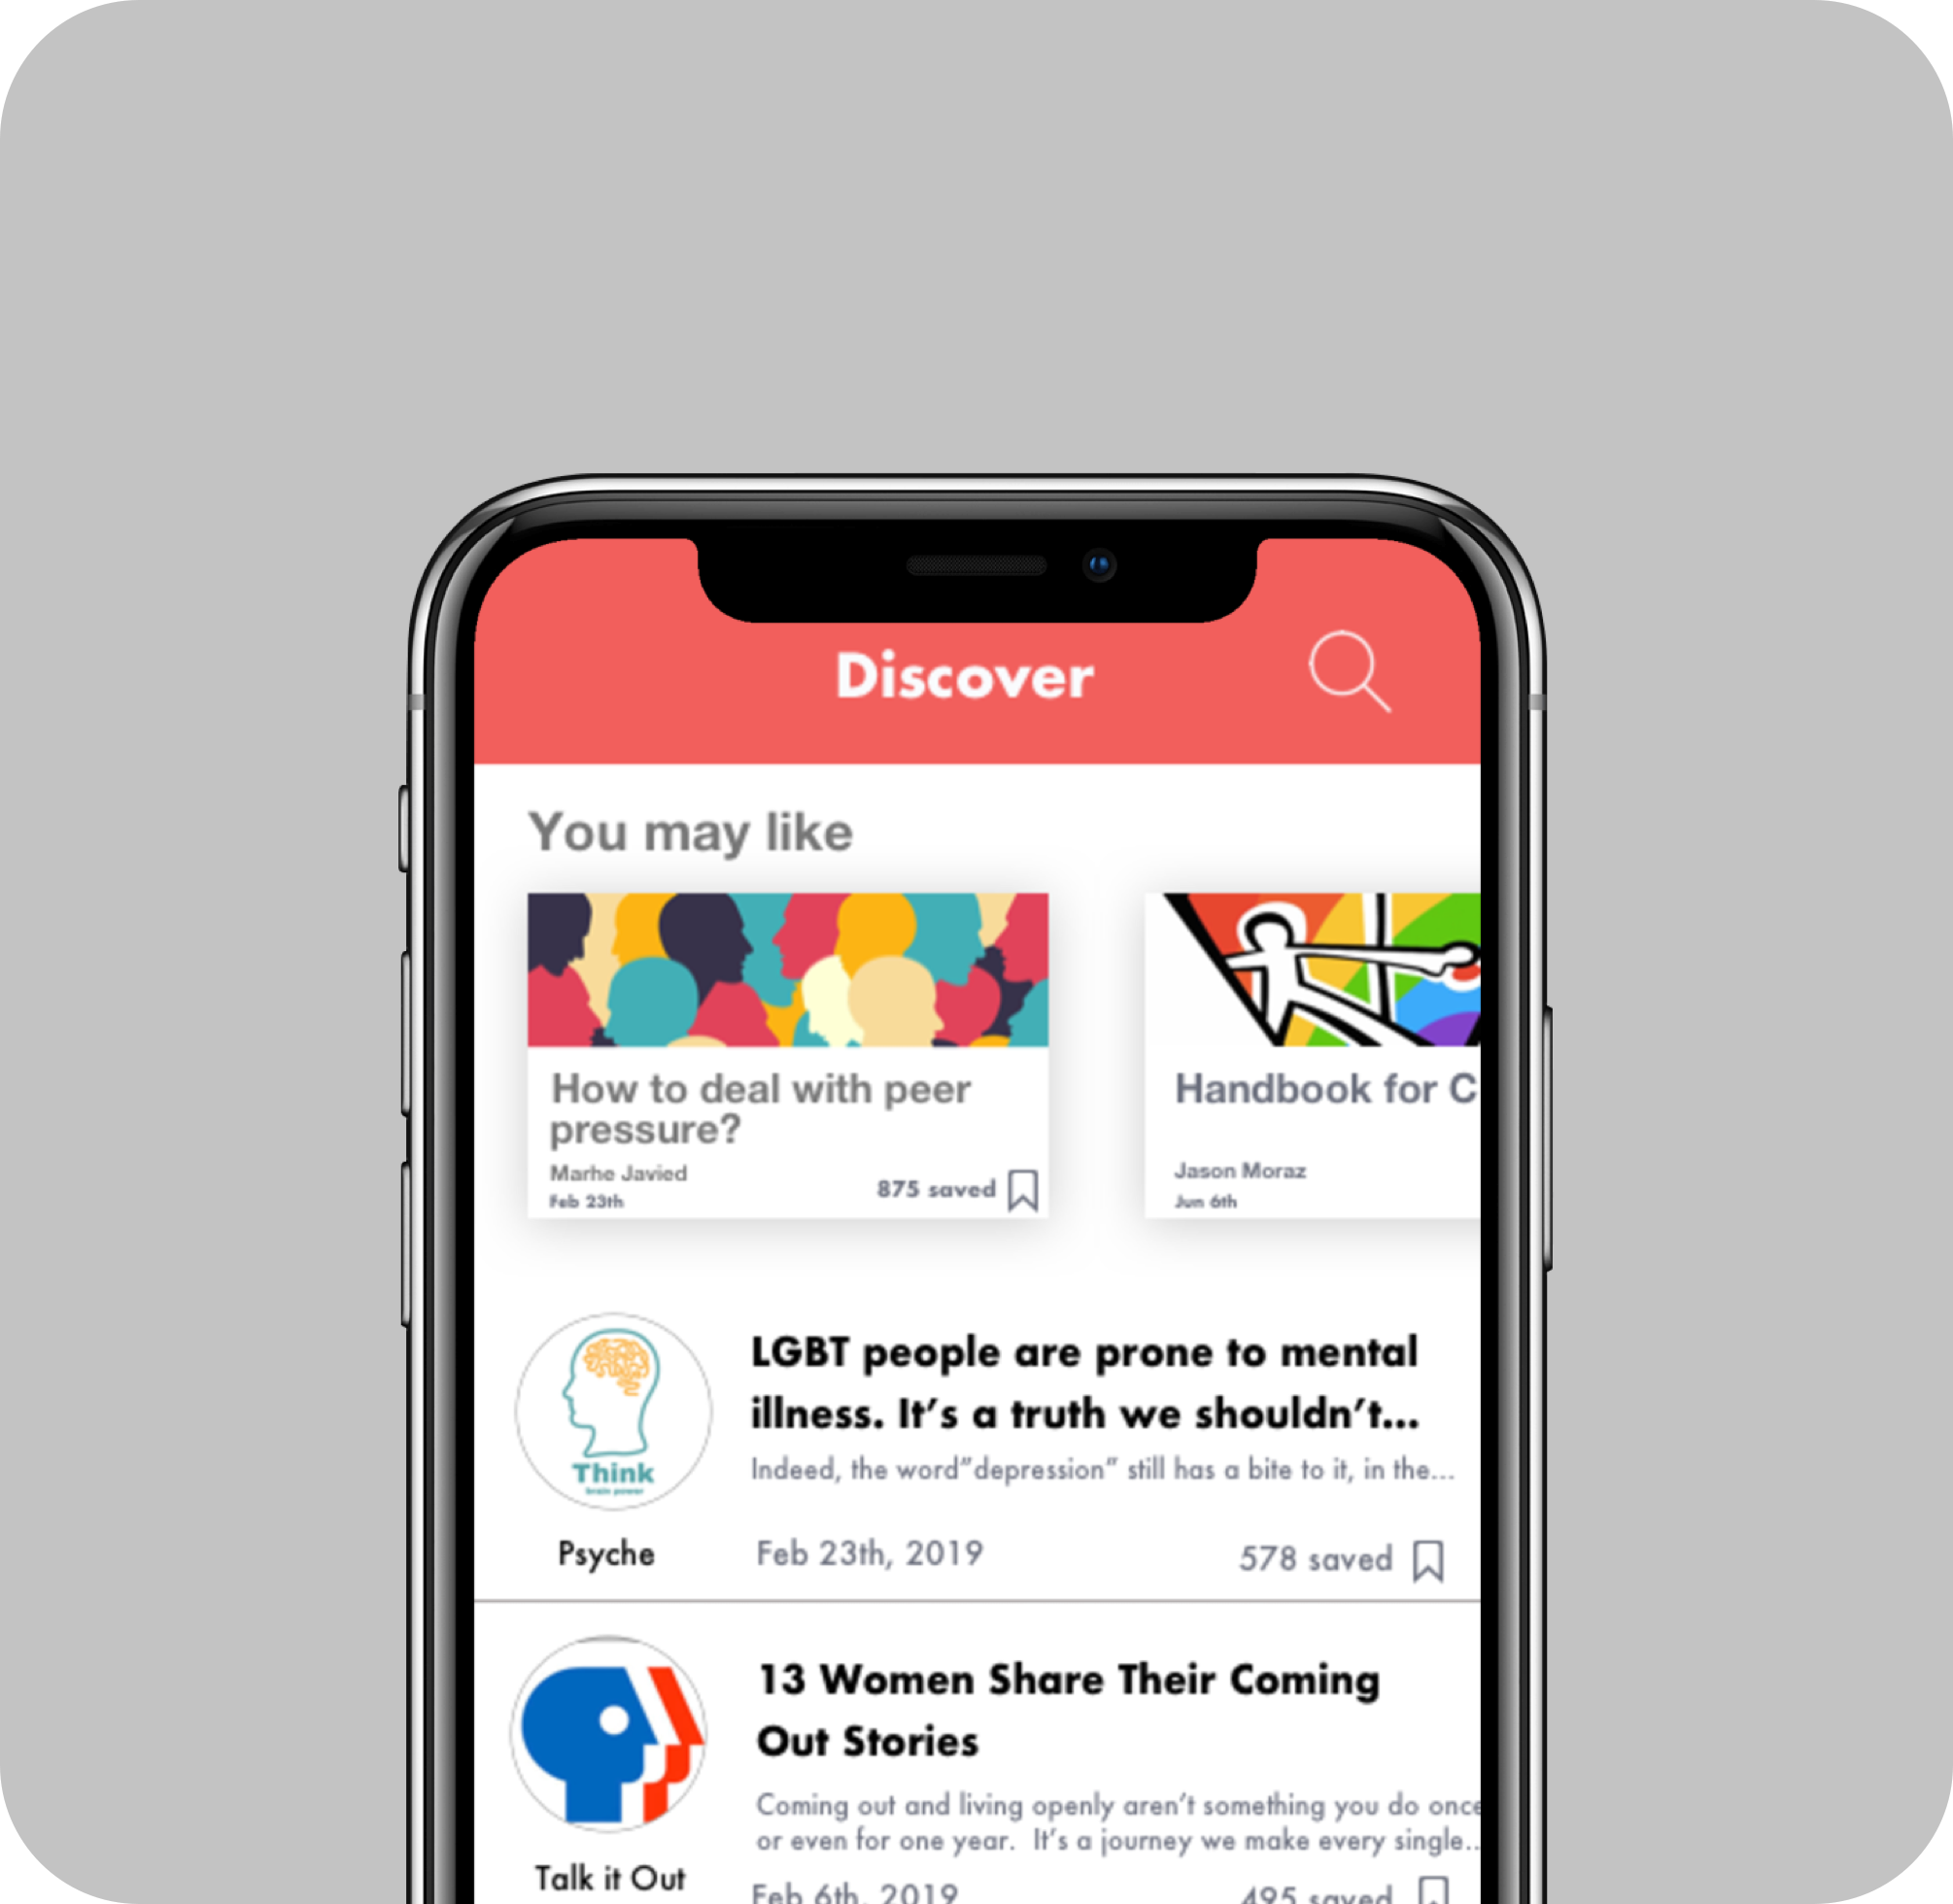 Discover
You may like
How to deal with peer
pressure?
Marhe Javied
Feb 23th
875 saved
Handbook for C
Jason Moraz
Jun 6th
LGBT people are prone to mental
illness. It’s a truth we shouldn’t...
Indeed, the word”depression” still has a bite to it, in the...
Think
brain power
Psyche
Feb 23th, 2019
578 saved
13 Women Share Their Coming
Out Stories
Coming out and living openly aren’t something you do once
or even for one year. It’s a journey we make every single..
Talk it Out
Feb 6th, 2019
495 saved